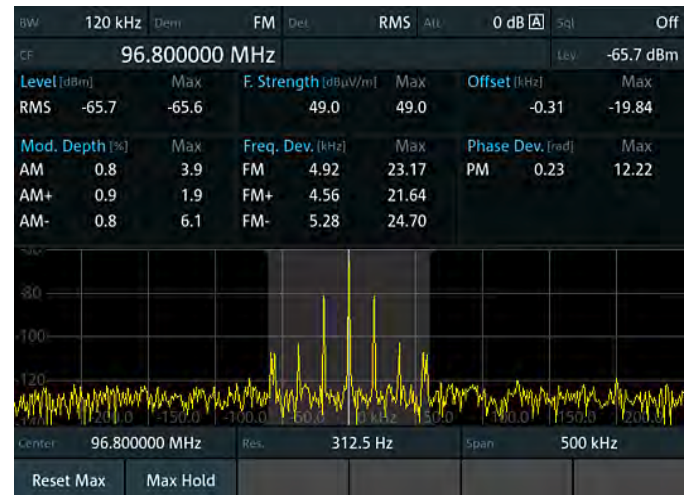 BW 120 kHz Dem FM Det RMS Att 0 dB A Sql Off
CF 96.800000 MHz Lev -65.7 dBm
Level [dBm] Max F. Strength [dBµV/m] Max Offset [kHz] Max
RMS -65.7 -65.6 49.0 49.0 -0.31 -19.84
Mod. Depth [%] Max Freq. Dev. [kHz] Max Phase Dev. [rad] Max
AM 0.8 3.9 FM 4.92 23.17 PM 0.23 12.22
AM+ 0.9 1.9 FM+ 4.56 21.64
AM- 0.8 6.1 FM- 5.28 24.70
-80
-100
-120
-150.0 -100.0 kHz 50.0 100.0 150.0 200.0
Center 96.800000 MHz Res. 312.5 Hz Span 500 kHz
Reset Max Max Hold